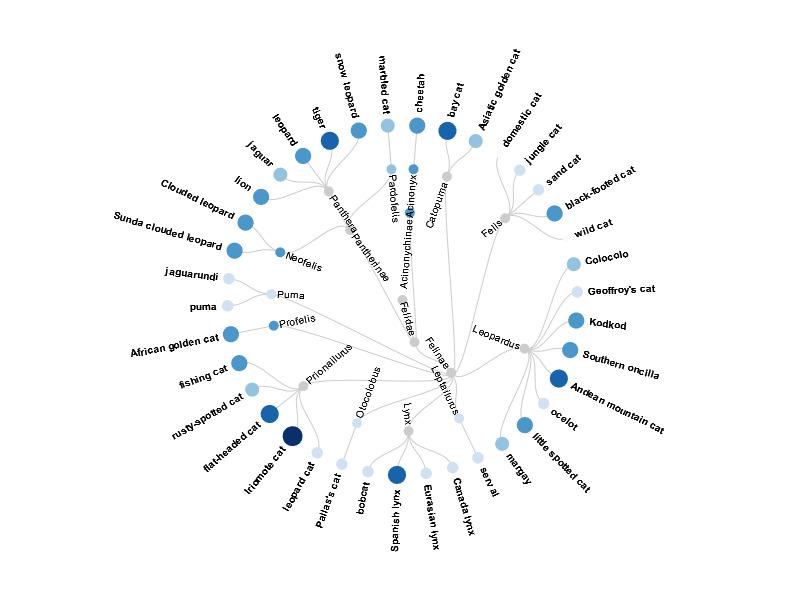 snow leopard
marbled cat
cheetah
bay cat
Asiatic golden cat
domestic cat
jungle cat
sand cat
black-footed cat
wild cat
Colocolo
Geoffroy's cat
Kodkod
Southern oncilla
Andean mountain cat
ocelot
little spotted cat
margay
serval
Canada lynx
Eurasian lynx
Spanish lynx
bobcat
Pallas's cat
leopard cat
Iriomote cat
flat-headed cat
rusty-spotted cat
fishing cat
African golden cat
puma
jaguarundi
Sunda clouded leopard
Clouded leopard
lion
jaguar
leopard
tiger
Panthera
Pardofelis
Acinonyx
Catopuma
Felis
Pantherinae
Acinonychinae
Neofelis
Puma
Profelis
Felidae
Felinae
Leopardus
Prionailurus
Otocolobus
Lynx
Leptailurus